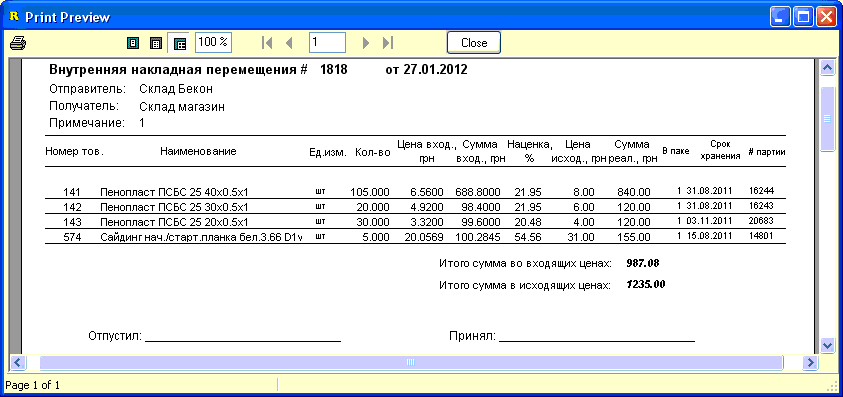 R Print Preview
100 % 1 Close
Внутренняя накладная перемещения # 1818 от 27.01.2012
Отправитель: Склад Бекон
Получатель: Склад магазин
Примечание: 1
Номер тов. Наименование Ед.изм. Кол-во Цена вход., грн Сумма вход., грн Наценка, % Цена исход., грн Сумма реал., грн В паке Срок хранения # партии
141 Пенопласт ПСБС 25 40x0.5x1 шт 105.000 6.5600 688.8000 21.95 8.00 840.00 1 31.08.2011 16244
142 Пенопласт ПСБС 25 30x0.5x1 шт 20.000 4.9200 98.4000 21.95 6.00 120.00 1 31.08.2011 16243
143 Пенопласт ПСБС 25 20x0.5x1 шт 30.000 3.3200 99.6000 20.48 4.00 120.00 1 03.11.2011 20683
574 Сайдинг нач./старт.планка бел.3.66 D1v шт 5.000 20.0569 100.2845 54.56 31.00 155.00 1 15.08.2011 14801
Итого сумма во входящих ценах: 987.08
Итого сумма в исходящих ценах: 1235.00
Отпустил: Принял:
Page 1 of 1